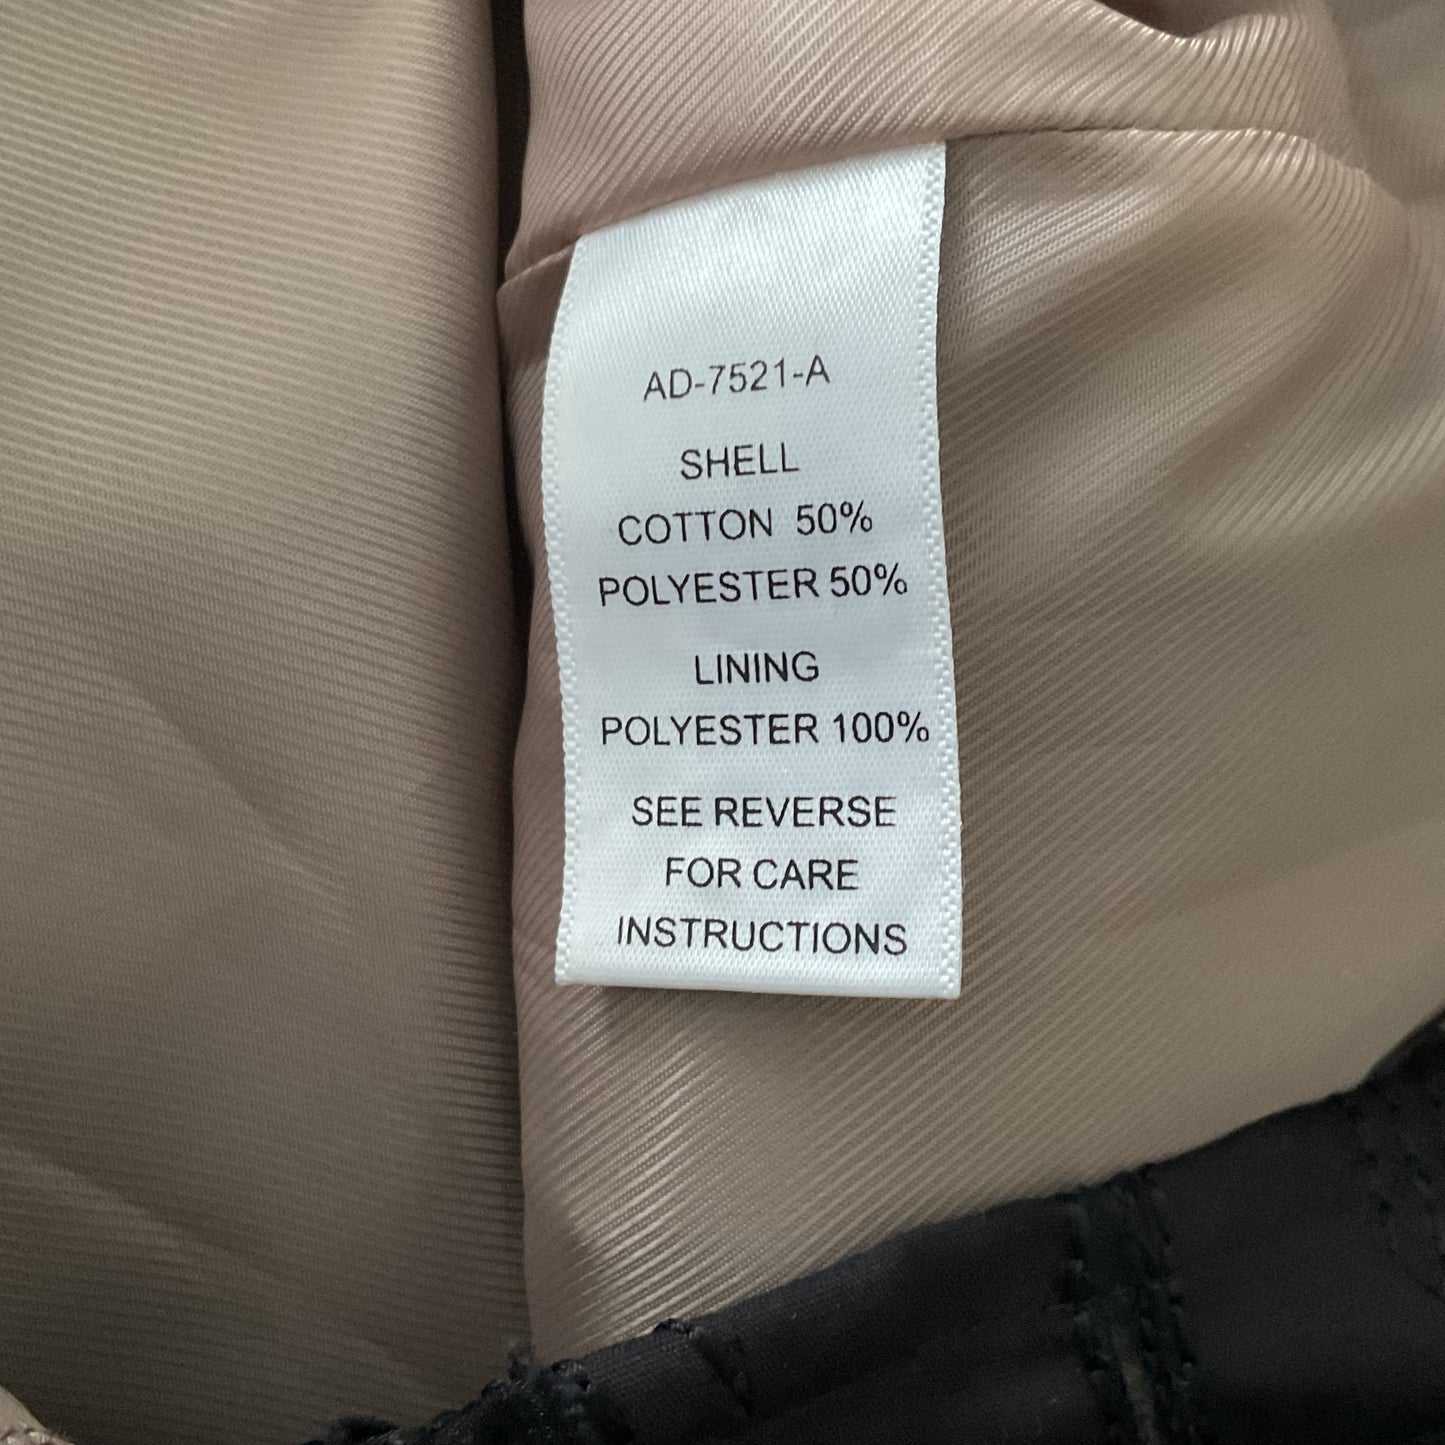 AD-7521-A
SHELL
COTTON 50%
POLYESTER 50%
LINING
POLYESTER 100%
SEE REVERSE
FOR CARE
INSTRUCTIONS